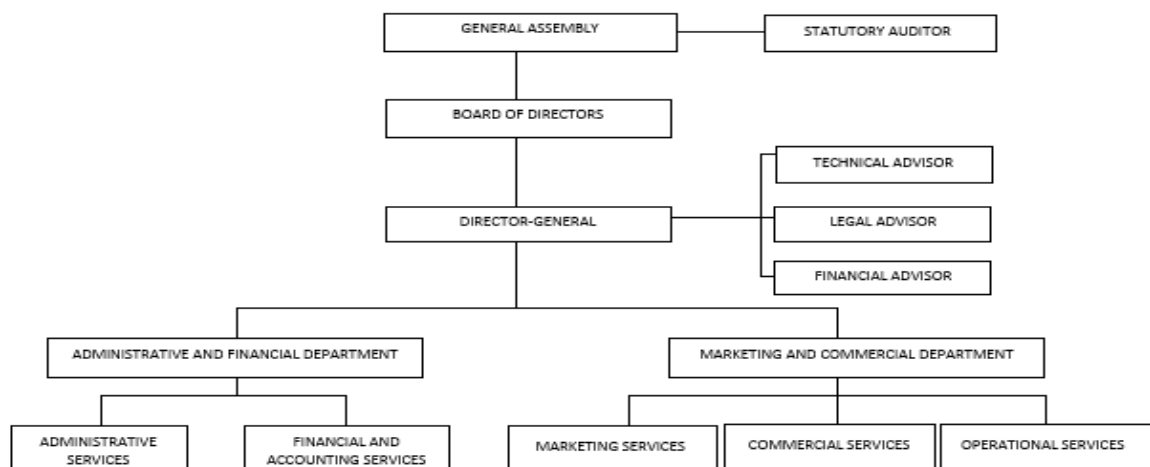 GENERAL ASSEMBLY
STATUTORY AUDITOR
BOARD OF DIRECTORS
TECHNICAL ADVISOR
DIRECTOR-GENERAL
LEGAL ADVISOR
FINANCIAL ADVISOR
ADMINISTRATIVE AND FINANCIAL DEPARTMENT
MARKETING AND COMMERCIAL DEPARTMENT
ADMINISTRATIVE
SERVICES
FINANCIAL AND
ACCOUNTING SERVICES
MARKETING SERVICES
COMMERCIAL SERVICES
OPERATIONAL SERVICES